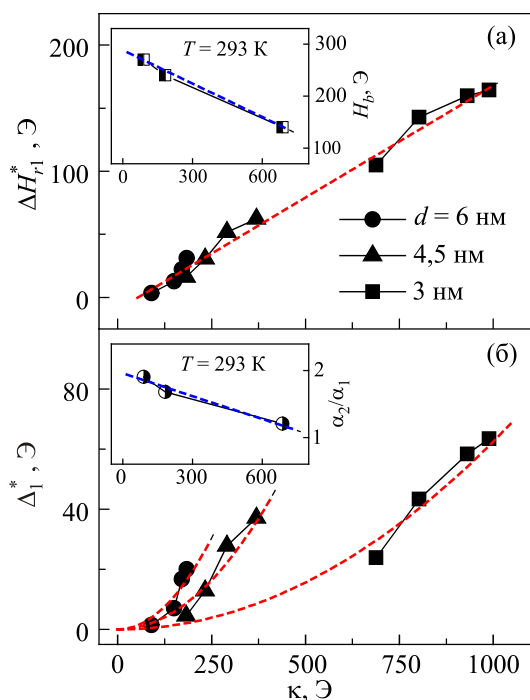 200
100
0
ΔH*r1 , Э
T = 293 К
300
200
100
H_b, Э
0 300 600
(а)
d = 6 нм
4,5 нм
3 нм
80
40
0
Δ*1 , Э
T = 293 К
2
1
α2/α1
0 300 600
(б)
0 250 500 750 1000
κ, Э